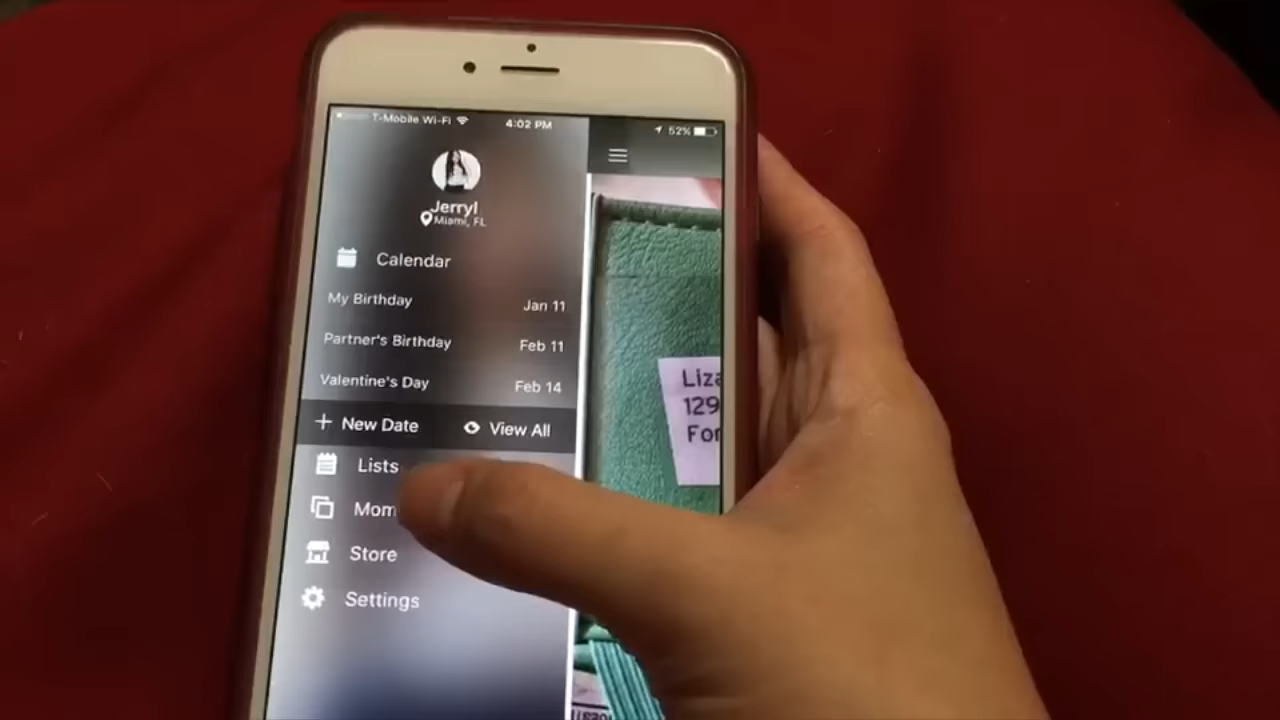 T-Mobile Wi-Fi 4:02 PM 52%
Jerryl
Miami, FL
Calendar
My Birthday Jan 11
Partner's Birthday Feb 11
Valentine's Day Feb 14
+ New Date View All
Lists
Mom
Store
Settings
Liza
129
For